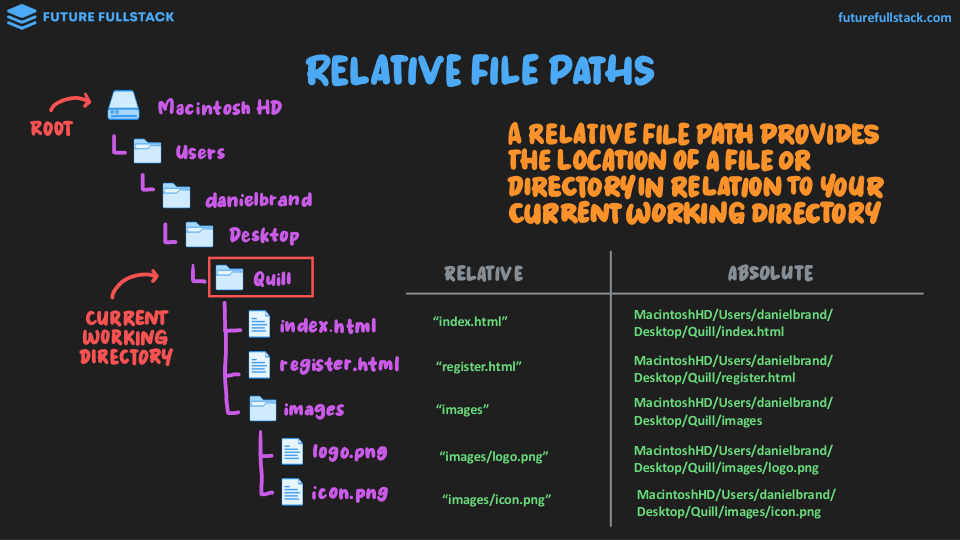 FUTURE FULLSTACK
futurefullstack.com
RELATIVE FILE PATHS
ROOT
Macintosh HD
Users
danielbrand
Desktop
Quill
CURRENT
WORKING
DIRECTORY
index.html
register.html
images
logo.png
icon.png
A RELATIVE FILE PATH PROVIDES
THE LOCATION OF A FILE OR
DIRECTORY IN RELATION TO YOUR
CURRENT WORKING DIRECTORY
RELATIVE
ABSOLUTE
“index.html”
MacintoshHD/Users/danielbrand/
Desktop/Quill/index.html
“register.html”
MacintoshHD/Users/danielbrand/
Desktop/Quill/register.html
“images”
MacintoshHD/Users/danielbrand/
Desktop/Quill/images
“images/logo.png”
MacintoshHD/Users/danielbrand/
Desktop/Quill/images/logo.png
“images/icon.png”
MacintoshHD/Users/danielbrand/
Desktop/Quill/images/icon.png